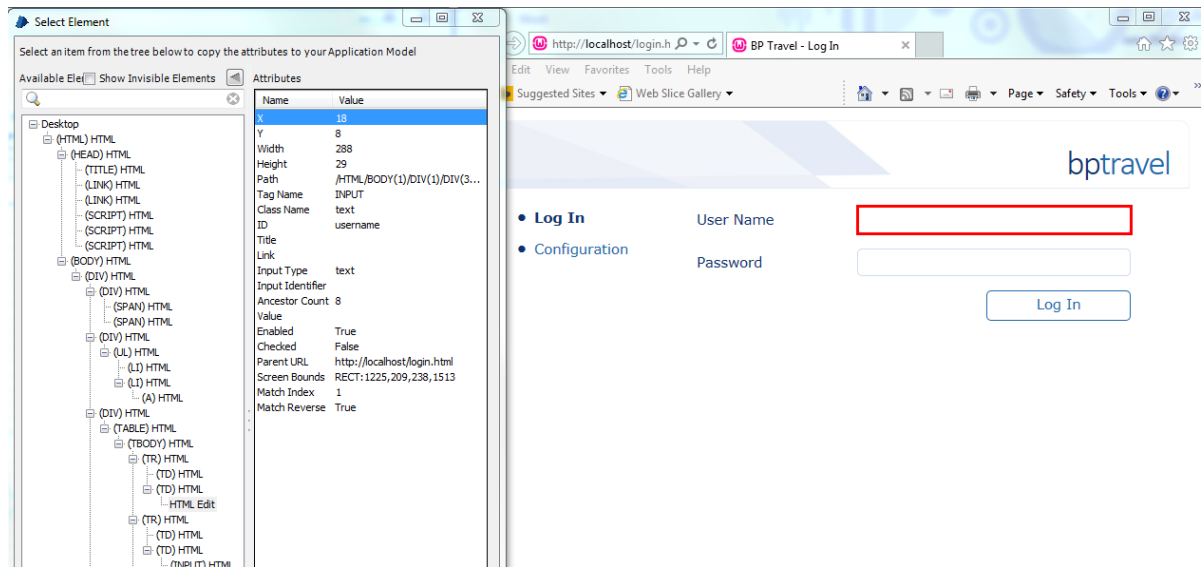 Select Element
Select an item from the tree below to copy the attributes to your Application Model
Available Ele Show Invisible Elements
Attributes
Desktop
(HTML) HTML
(HEAD) HTML
(TITLE) HTML
(LINK) HTML
(LINK) HTML
(SCRIPT) HTML
(SCRIPT) HTML
(SCRIPT) HTML
(BODY) HTML
(DIV) HTML
(DIV) HTML
(SPAN) HTML
(SPAN) HTML
(DIV) HTML
(UL) HTML
(LI) HTML
(LI) HTML
(A) HTML
(DIV) HTML
(TABLE) HTML
(TBODY) HTML
(TR) HTML
(TD) HTML
(TD) HTML
HTML Edit
(TR) HTML
(TD) HTML
(TD) HTML
(INPUT) HTML
Name Value
X 18
Y 8
Width 288
Height 29
Path /HTML/BODY(1)/DIV(1)/DIV(3...
Tag Name INPUT
Class Name text
ID username
Title
Link
Input Type text
Input Identifier
Ancestor Count 8
Value
Enabled True
Checked False
Parent URL http://localhost/login.html
Screen Bounds RECT:1225,209,238,1513
Match Index 1
Match Reverse True
http://localhost/login.h
BP Travel - Log In
Edit View Favorites Tools Help
Suggested Sites Web Slice Gallery Page Safety Tools
bptravel
• Log In
• Configuration
User Name
Password
Log In